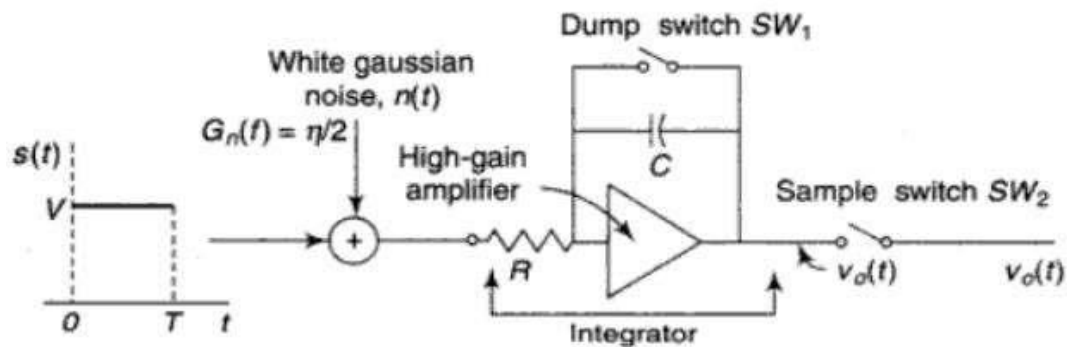 Dump switch SW₁
White gaussian
noise, n(t)
Gₙ(f) = η/2
s(t)
High-gain
amplifier
C
Sample switch SW₂
V
+
R
vₒ(t)
vₒ(t)
0
T
t
Integrator